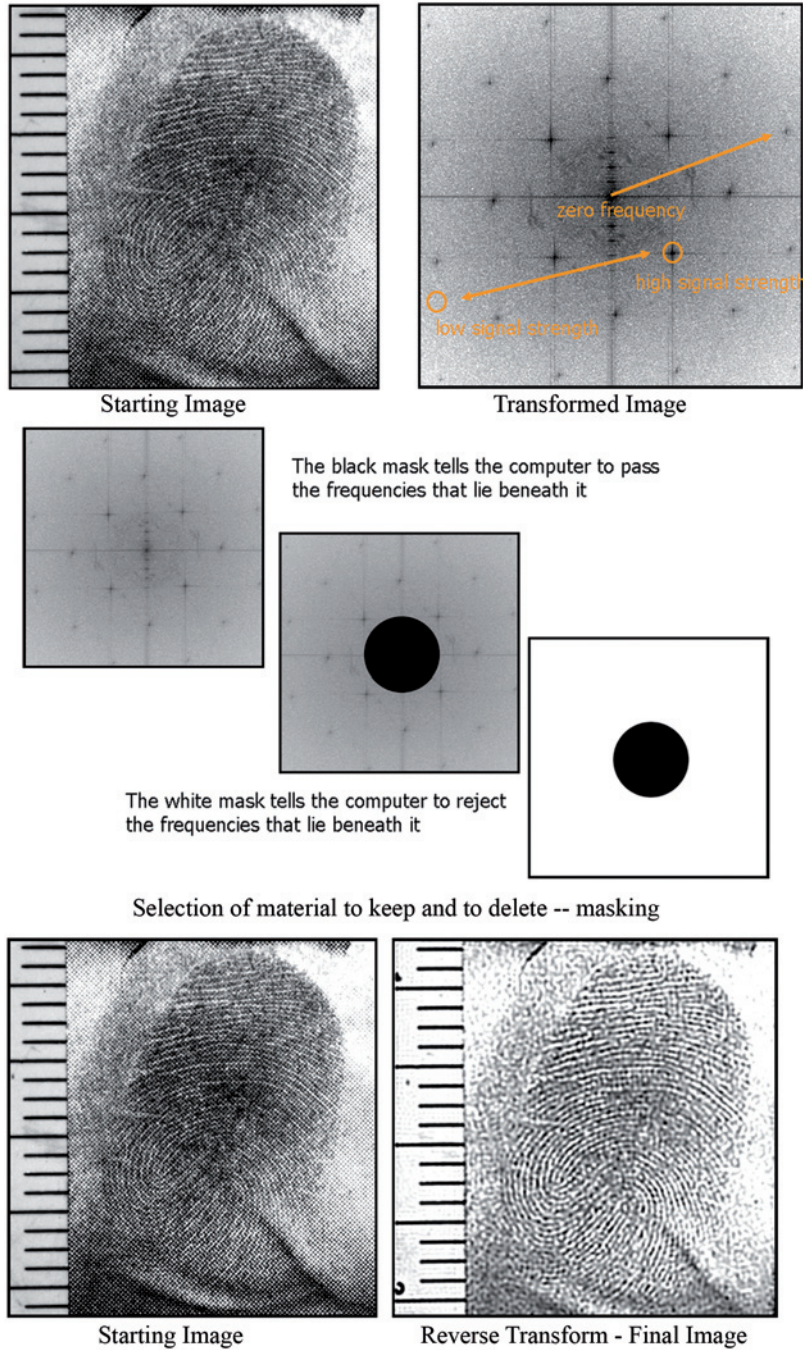 zero frequency
high signal strength
low signal strength
Starting Image
Transformed Image
The black mask tells the computer to pass
the frequencies that lie beneath it
The white mask tells the computer to reject
the frequencies that lie beneath it
Selection of material to keep and to delete -- masking
Starting Image
Reverse Transform - Final Image